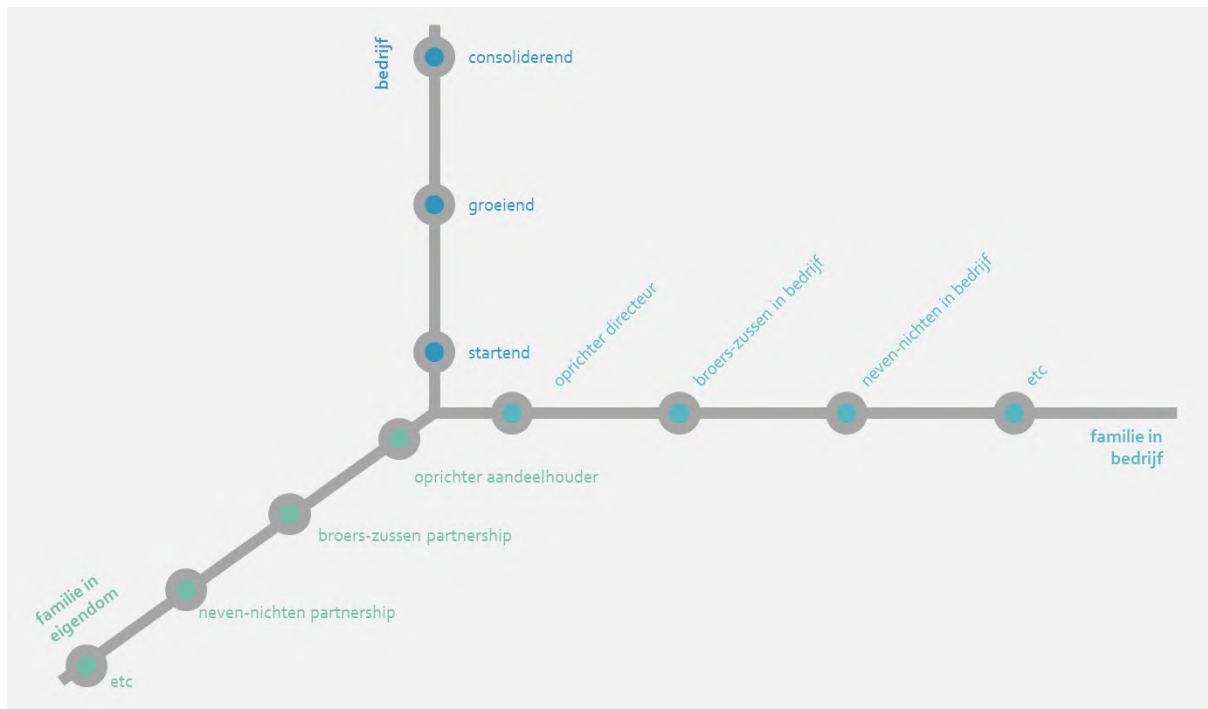 bedrijf
consoliderend
groeiend
startend
oprichter directeur
broers-zussen in bedrijf
neven-nichten in bedrijf
etc
familie in
bedrijf
oprichter aandeelhouder
broers-zussen partnership
neven-nichten partnership
etc
familie in
eigendom